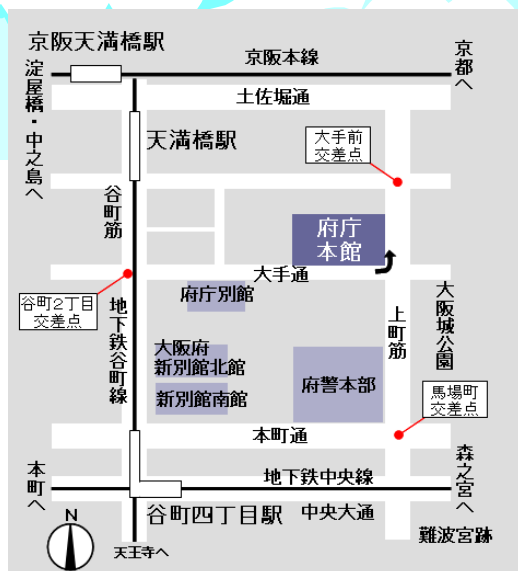 京阪天満橋駅
京阪本線
京都へ
淀屋橋・中之島へ
土佐堀通
天満橋駅
大手前
交差点
谷町筋
府庁
本館
大手通
谷町2丁目
交差点
府庁別館
地下鉄谷町線
上町筋
大阪城公園
大阪府
新別館北館
新別館南館
府警本部
馬場町
交差点
本町通
本町へ
地下鉄中央線
森之宮へ
谷町四丁目駅
中央大通
難波宮跡
N
天王寺へ